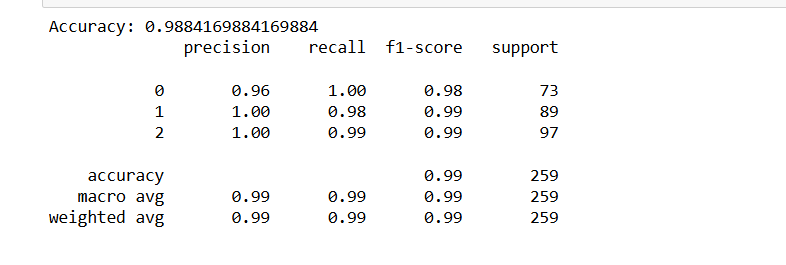 Accuracy: 0.9884169884169884
precision recall f1-score support
0 0.96 1.00 0.98 73
1 1.00 0.98 0.99 89
2 1.00 0.99 0.99 97
accuracy 0.99 259
macro avg 0.99 0.99 0.99 259
weighted avg 0.99 0.99 0.99 259